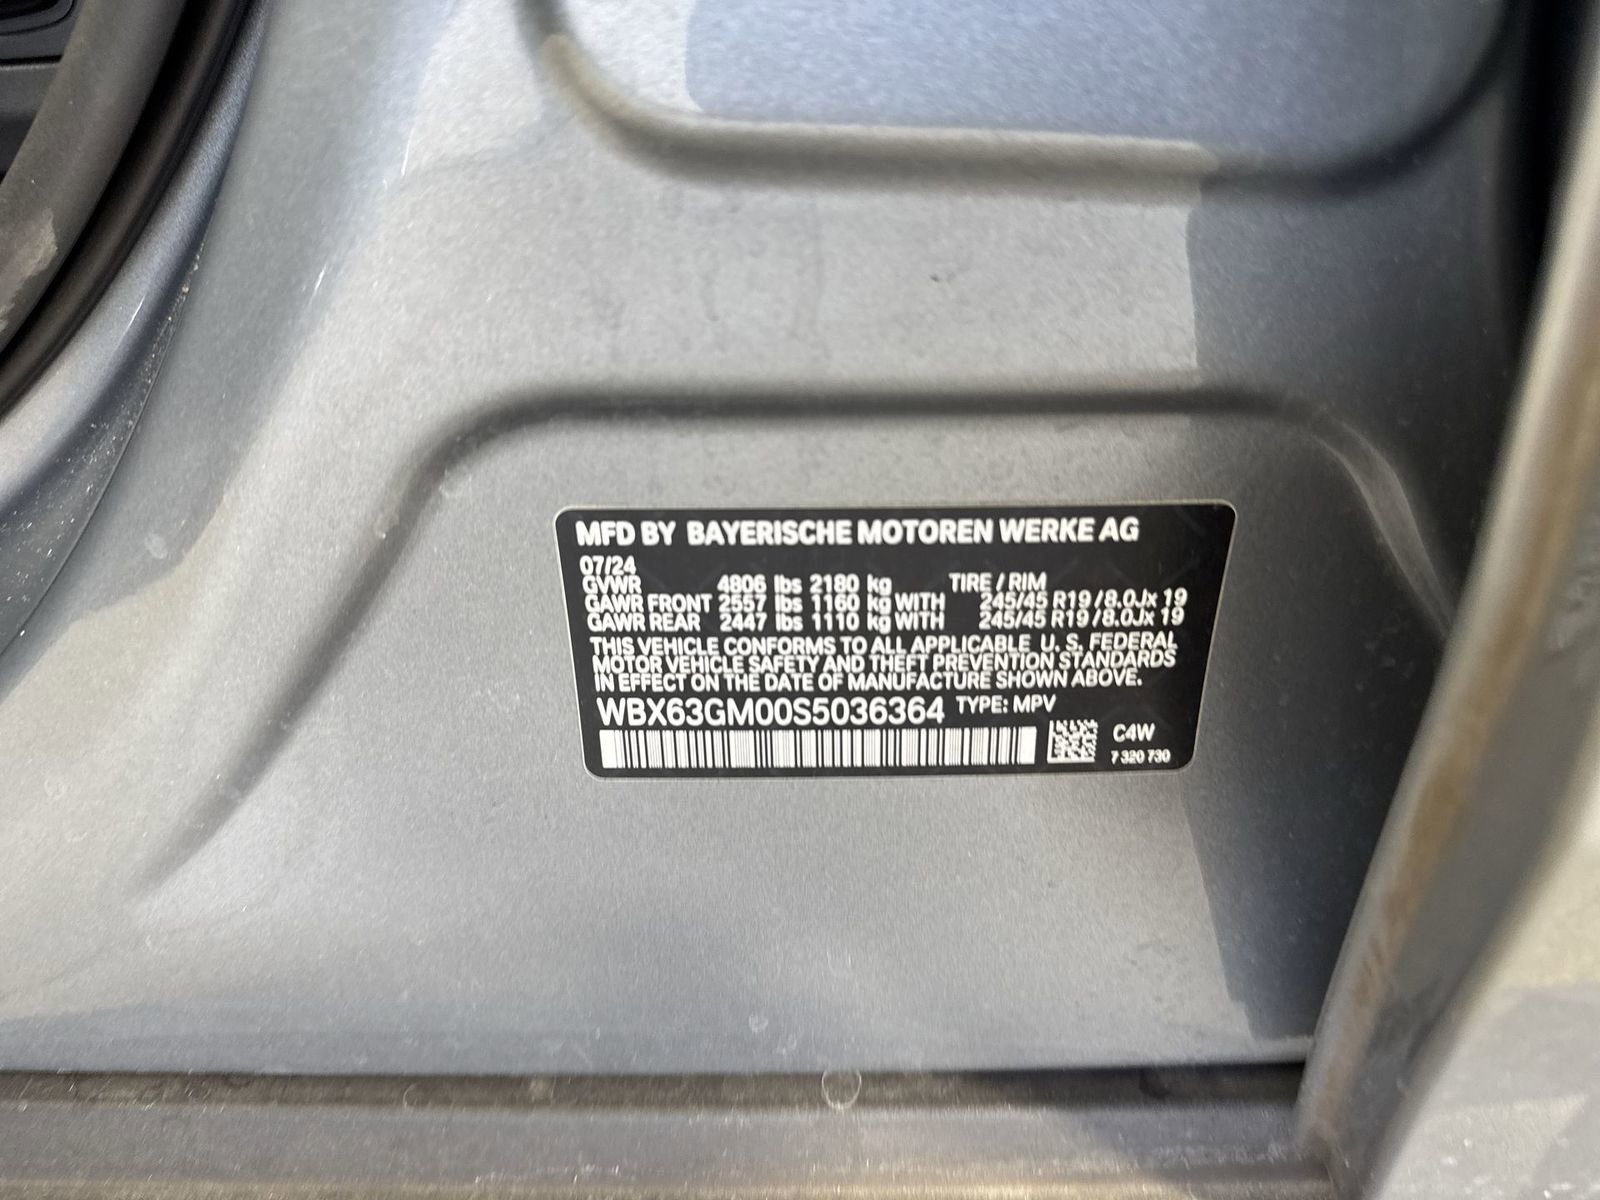 MFD BY BAYERISCHE MOTOREN WERKE AG
07/24
GVWR 4806 lbs 2180 kg TIRE / RIM
GAWR FRONT 2557 lbs 1160 kg WITH 245/45 R19 / 8.0Jx 19
GAWR REAR 2447 lbs 1110 kg WITH 245/45 R19 / 8.0Jx 19
THIS VEHICLE CONFORMS TO ALL APPLICABLE U. S. FEDERAL
MOTOR VEHICLE SAFETY AND THEFT PREVENTION STANDARDS
IN EFFECT ON THE DATE OF MANUFACTURE SHOWN ABOVE.
WBX63GM00S5036364 TYPE: MPV
C4W
7 320 730